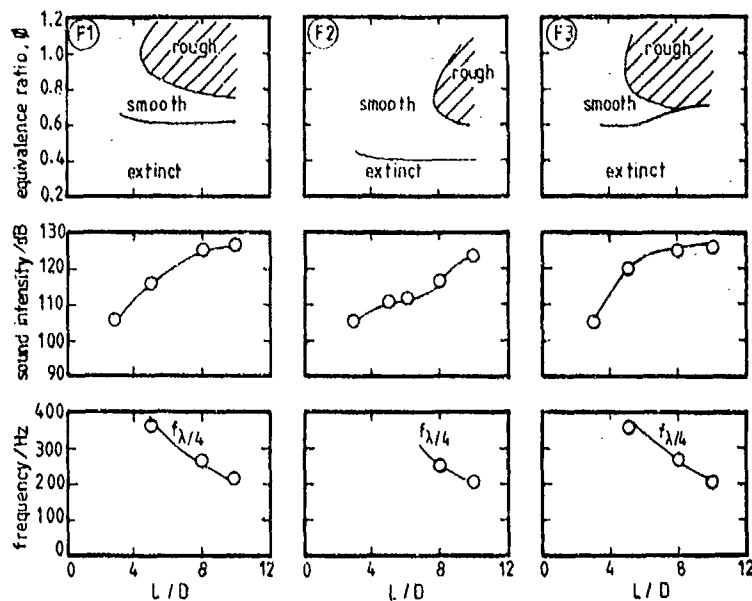 equivalence ratio, Ø
1.2
1.0
0.8
0.6
0.4
0.2
F1
rough
smooth
extinct
F2
rough
smooth
extinct
F3
rough
smooth
extinct
sound intensity/dB
130
120
110
100
90
frequency/Hz
400
300
200
100
0
fλ/4
fλ/4
fλ/4
0 4 8 12
0 4 8 12
0 4 8 12
L/D
L/D
L/D